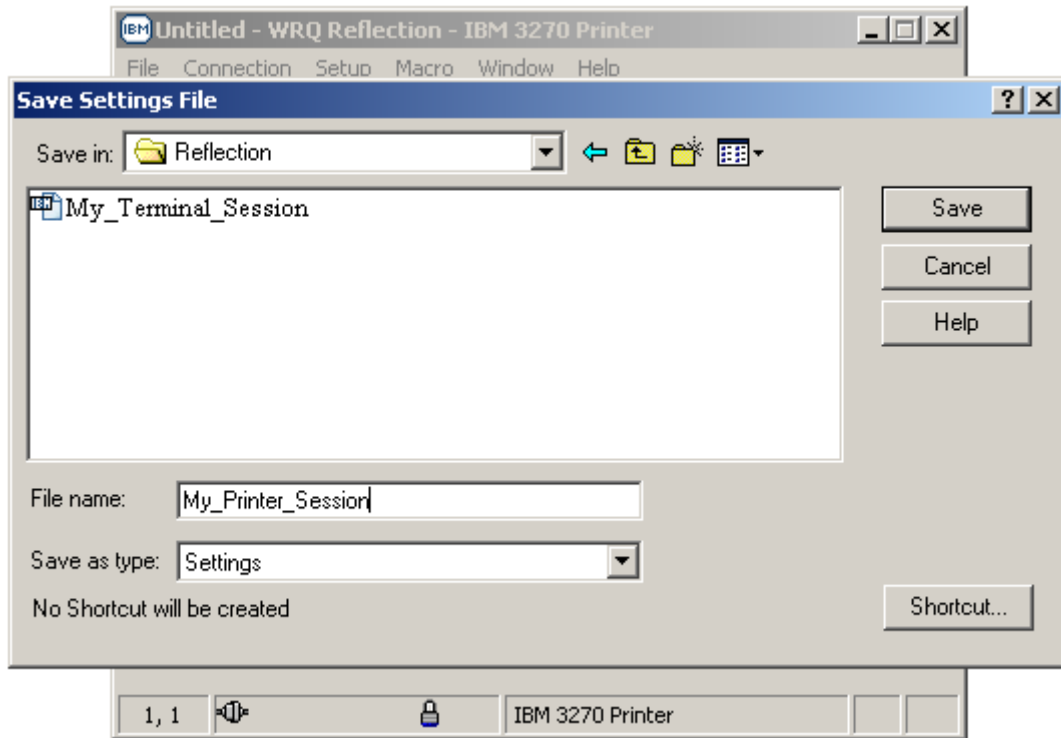 IBM Untitled - WRQ Reflection - IBM 3270 Printer
File Connection Setup Macro Window Help
Save Settings File
Save in: Reflection
IBM My_Terminal_Session
Save
Cancel
Help
File name: My_Printer_Session
Save as type: Settings
No Shortcut will be created
Shortcut...
1, 1 IBM 3270 Printer